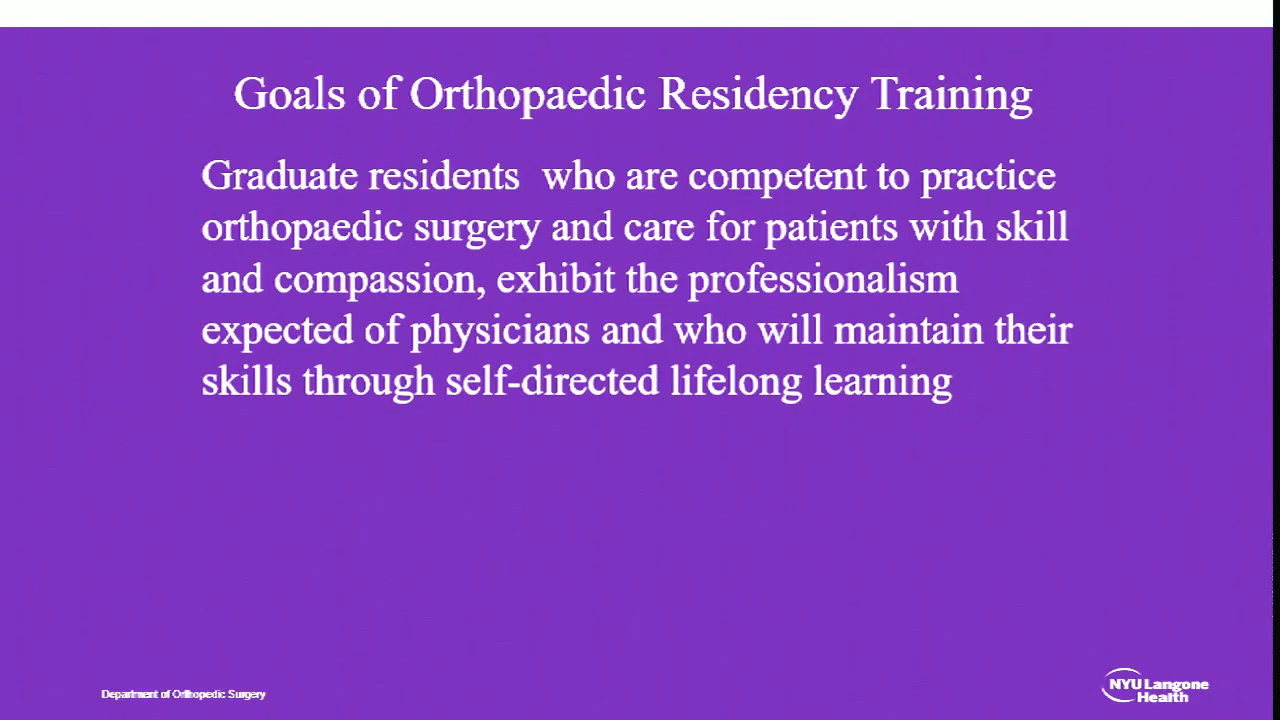 Goals of Orthopaedic Residency Training
Graduate residents  who are competent to practice
orthopaedic surgery and care for patients with skill
and compassion, exhibit the professionalism
expected of physicians and who will maintain their
skills through self-directed lifelong learning
Department of Orthopedic Surgery
NYU Langone
Health